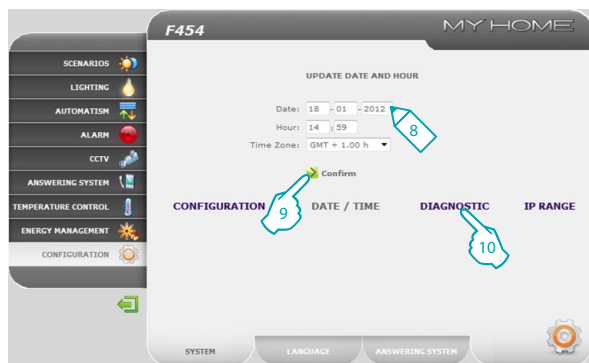 F454
MY HOME
SCENARIOS
LIGHTING
AUTOMATISM
ALARM
CCTV
ANSWERING SYSTEM
TEMPERATURE CONTROL
ENERGY MANAGEMENT
CONFIGURATION
UPDATE DATE AND HOUR
Date: 18 - 01 - 2012
8
Hour: 14 : 59
Time Zone: GMT + 1.00 h
Confirm
9
CONFIGURATION DATE / TIME DIAGNOSTIC IP RANGE
10
SYSTEM LANGUAGE ANSWERING SYSTEM